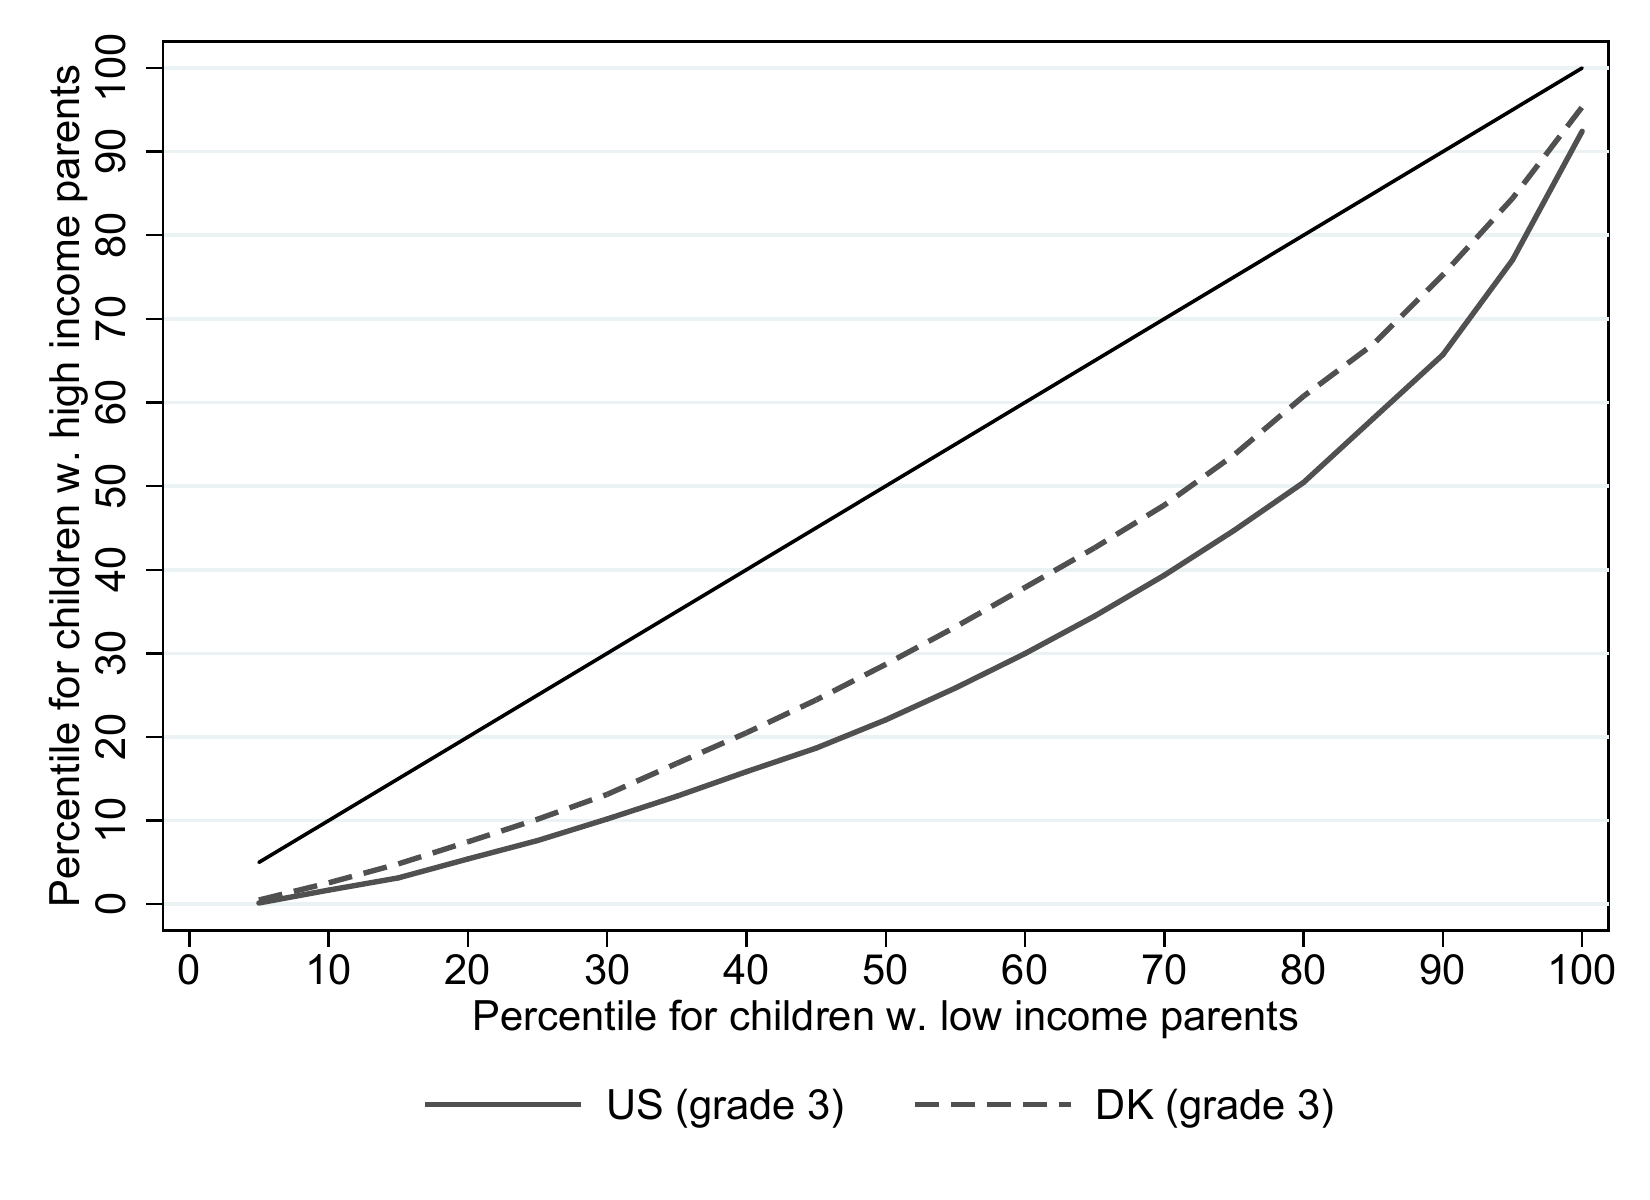 Percentile for children w. high income parents
100
90
80
70
60
50
40
30
20
10
0
0 10 20 30 40 50 60 70 80 90 100
Percentile for children w. low income parents
US (grade 3) DK (grade 3)